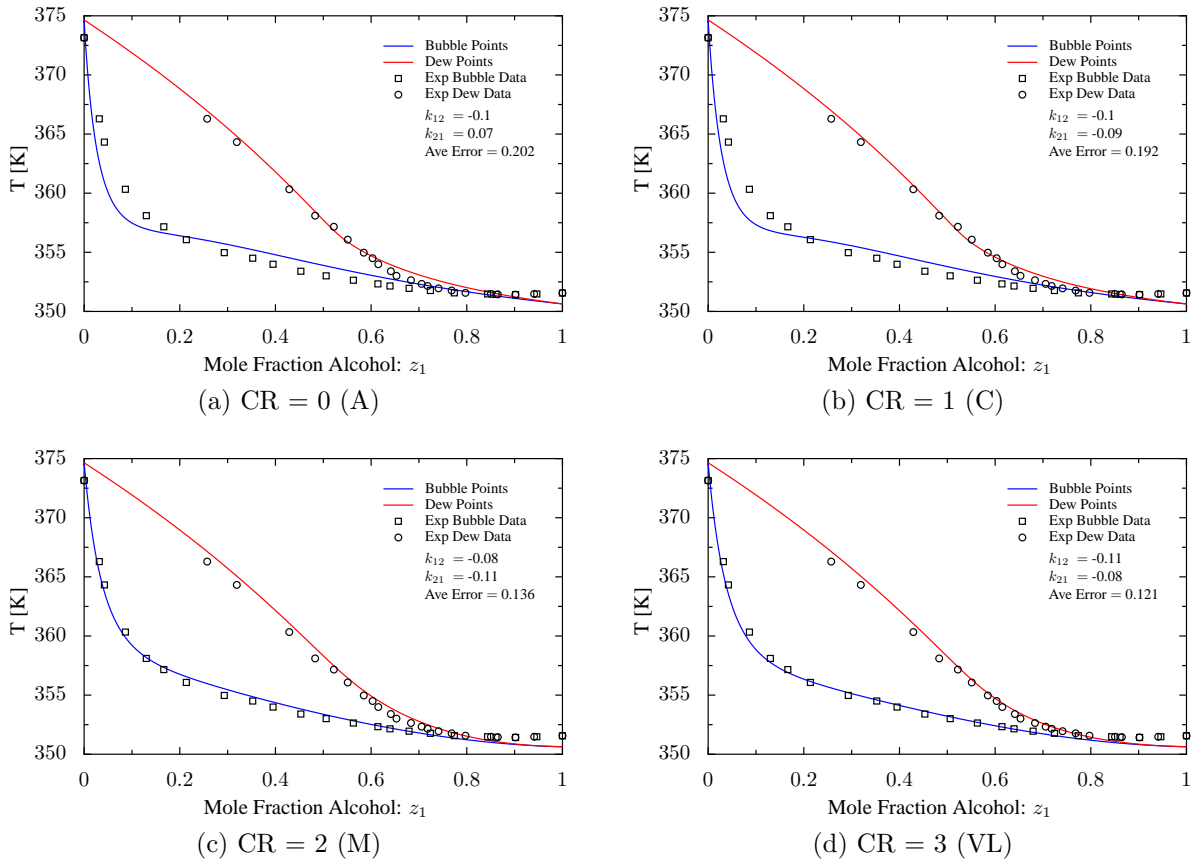 375
370
365
360
355
350
T [K]
0
0.2
0.4
0.6
0.8
1
Mole Fraction Alcohol: z₁
Bubble Points
Dew Points
Exp Bubble Data
Exp Dew Data
k₁₂ = -0.1
k₂₁ = 0.07
Ave Error = 0.202
(a) CR = 0 (A)
375
370
365
360
355
350
T [K]
0
0.2
0.4
0.6
0.8
1
Mole Fraction Alcohol: z₁
Bubble Points
Dew Points
Exp Bubble Data
Exp Dew Data
k₁₂ = -0.1
k₂₁ = -0.09
Ave Error = 0.192
(b) CR = 1 (C)
375
370
365
360
355
350
T [K]
0
0.2
0.4
0.6
0.8
1
Mole Fraction Alcohol: z₁
Bubble Points
Dew Points
Exp Bubble Data
Exp Dew Data
k₁₂ = -0.08
k₂₁ = -0.11
Ave Error = 0.136
(c) CR = 2 (M)
375
370
365
360
355
350
T [K]
0
0.2
0.4
0.6
0.8
1
Mole Fraction Alcohol: z₁
Bubble Points
Dew Points
Exp Bubble Data
Exp Dew Data
k₁₂ = -0.11
k₂₁ = -0.08
Ave Error = 0.121
(d) CR = 3 (VL)